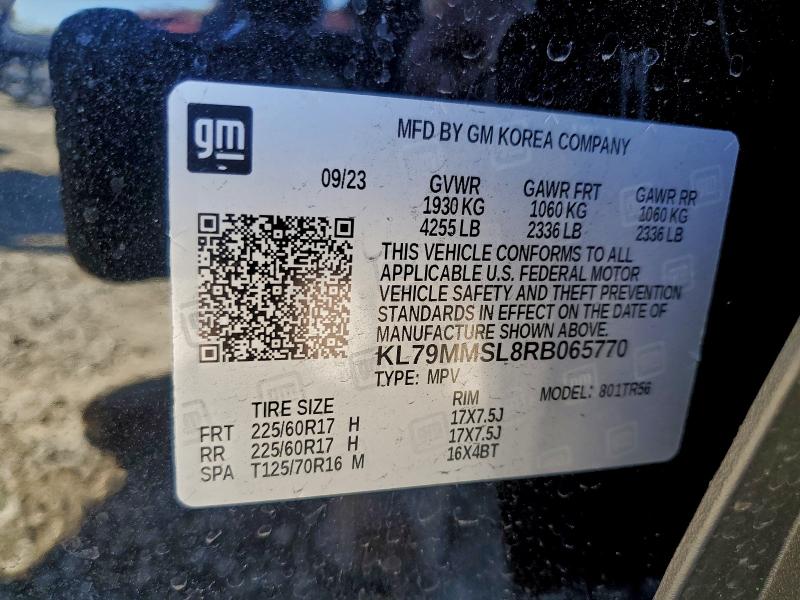 gm
MFD BY GM KOREA COMPANY
09/23
GVWR GAWR FRT GAWR RR
1930 KG 1060 KG 1060 KG
4255 LB 2336 LB 2336 LB
THIS VEHICLE CONFORMS TO ALL
APPLICABLE U.S. FEDERAL MOTOR
VEHICLE SAFETY AND THEFT PREVENTION
STANDARDS IN EFFECT ON THE DATE OF
MANUFACTURE SHOWN ABOVE.
KL79MMSL8RB065770
TYPE: MPV MODEL: 801TR56
TIRE SIZE RIM
FRT 225/60R17 H 17X7.5J
RR 225/60R17 H 17X7.5J
SPA T125/70R16 M 16X4BT